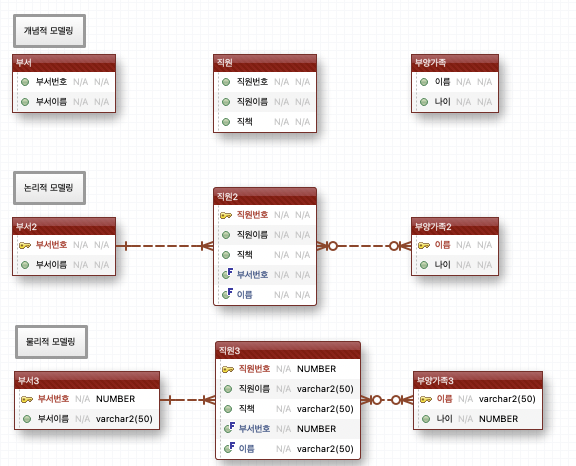 개념적 모델링
부서
부서번호 N/A N/A
부서이름 N/A N/A
직원
직원번호 N/A N/A
직원이름 N/A N/A
직책 N/A N/A
부양가족
이름 N/A N/A
나이 N/A N/A
논리적 모델링
부서2
부서번호 N/A N/A
부서이름 N/A N/A
직원2
직원번호 N/A N/A
직원이름 N/A N/A
직책 N/A N/A
F 부서번호 N/A N/A
F 이름 N/A N/A
부양가족2
이름 N/A N/A
나이 N/A N/A
물리적 모델링
부서3
부서번호 N/A NUMBER
부서이름 N/A varchar2(50)
직원3
직원번호 N/A NUMBER
직원이름 N/A varchar2(50)
직책 N/A varchar2(50)
F 부서번호 N/A NUMBER
F 이름 N/A varchar2(50)
부양가족3
이름 N/A varchar2(50)
나이 N/A NUMBER